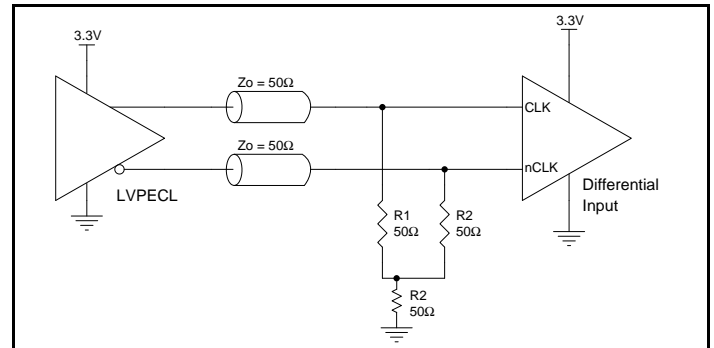 3.3V
3.3V
Zo = 50Ω
CLK
Zo = 50Ω
nCLK
LVPECL
Differential
Input
R1
50Ω
R2
50Ω
R2
50Ω